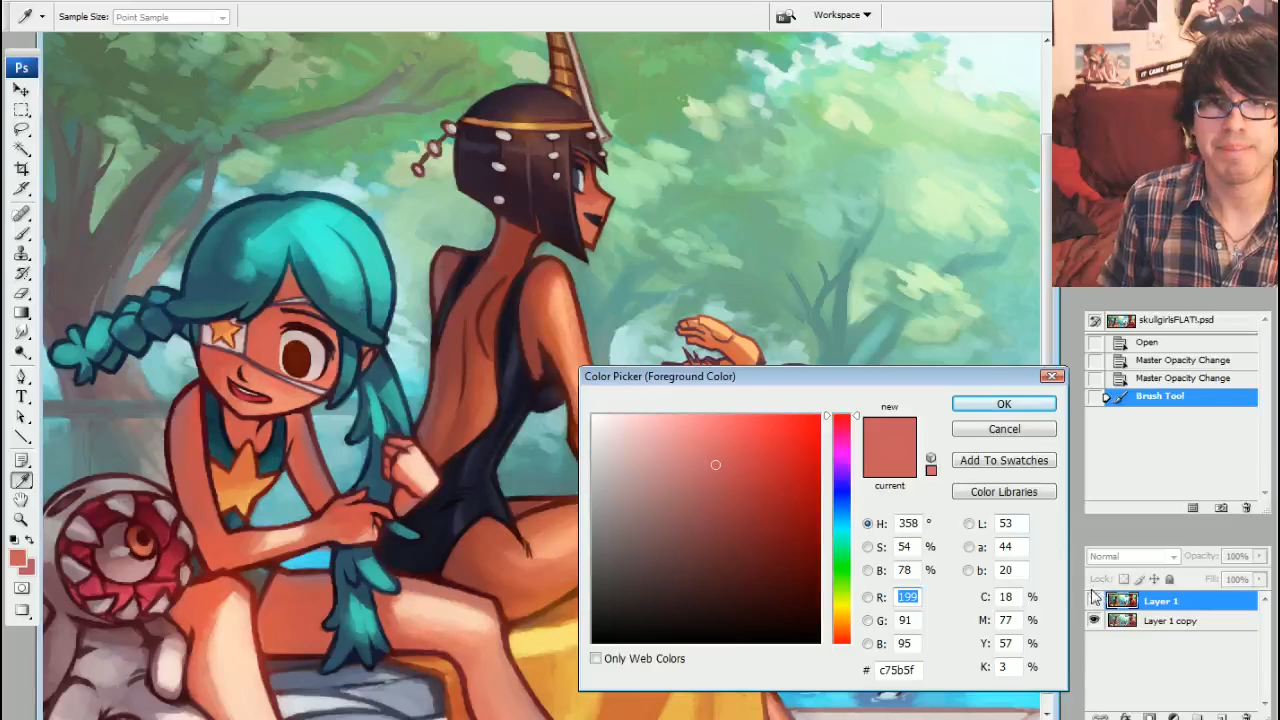 Sample Size: Point Sample
Workspace
IT CAME FROM
Ps
Color Picker (Foreground Color)
new
current
OK
Cancel
Add To Swatches
Color Libraries
H: 358 °
S: 54 %
B: 78 %
R: 199
G: 91
B: 95
# c75b5f
L: 53
a: 44
b: 20
C: 18 %
M: 77 %
Y: 57 %
K: 3 %
Only Web Colors
skullgirlsFLAT!.psd
Open
Master Opacity Change
Master Opacity Change
Brush Tool
Normal Opacity: 100%
Lock: Fill: 100%
Layer 1
Layer 1 copy
T